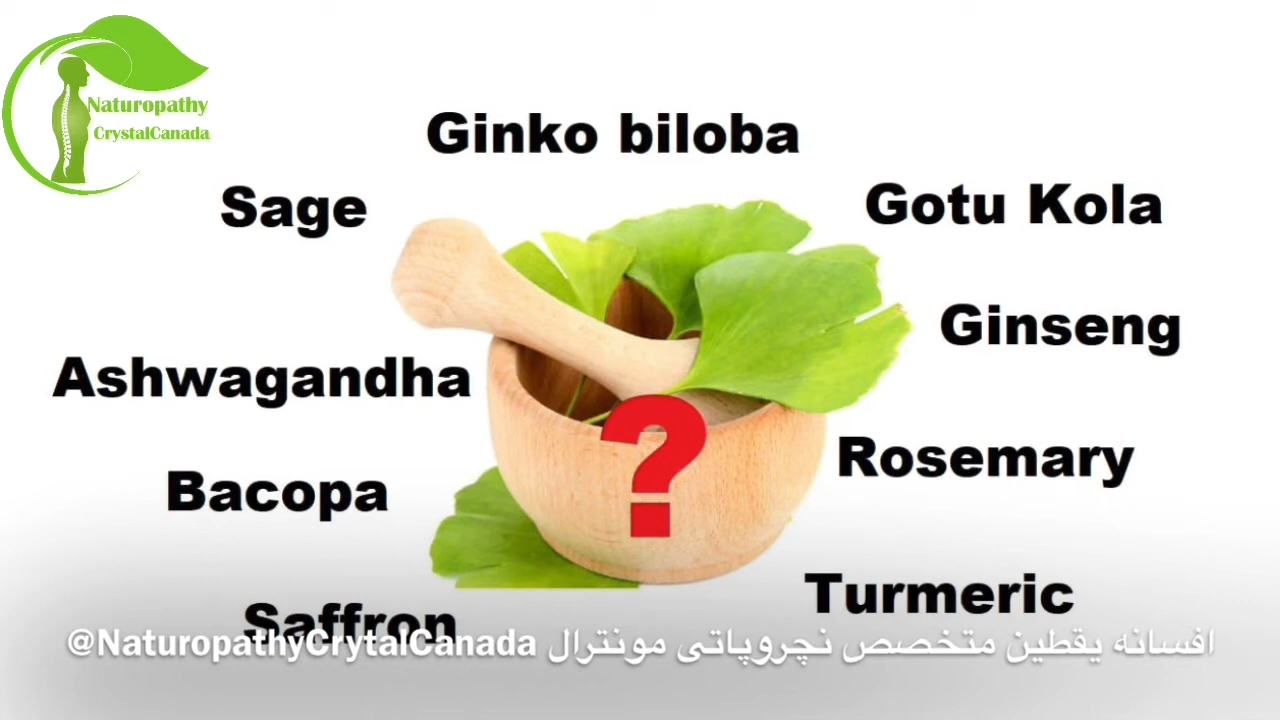 Naturopathy
CrystalCanada
Ginko biloba
Sage
Gotu Kola
Ginseng
Ashwagandha
Rosemary
Bacopa
?
Turmeric
Saffron
افسانه یقطین متخصص نچروپاتی مونترال @NaturopathyCrytalCanada